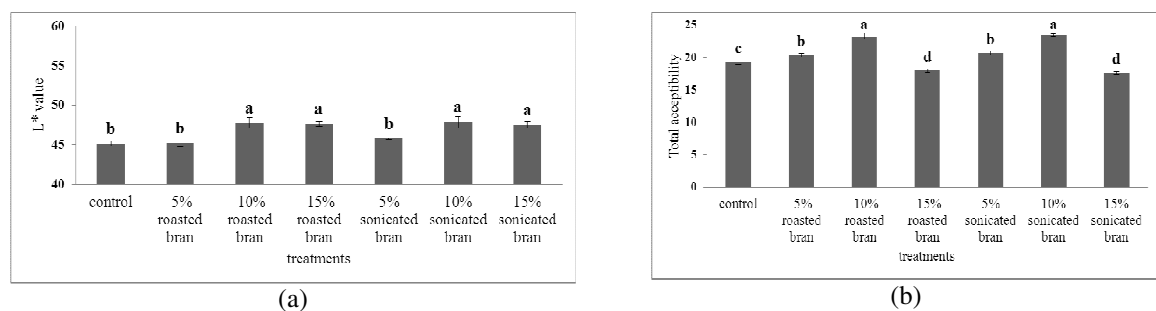 60
55
50
45
40
L* value
b
b
a
a
b
a
a
control
5%
roasted
bran
10%
roasted
bran
15%
roasted
bran
5%
sonicated
bran
10%
sonicated
bran
15%
sonicated bran
treatments
(a)
25
20
15
10
5
0
Total acceptibility
c
b
a
d
b
a
d
control
5%
roasted
bran
10%
roasted
bran
15%
roasted
bran
5%
sonicated
bran
10%
sonicated
bran
15%
sonicated bran
treatments
(b)